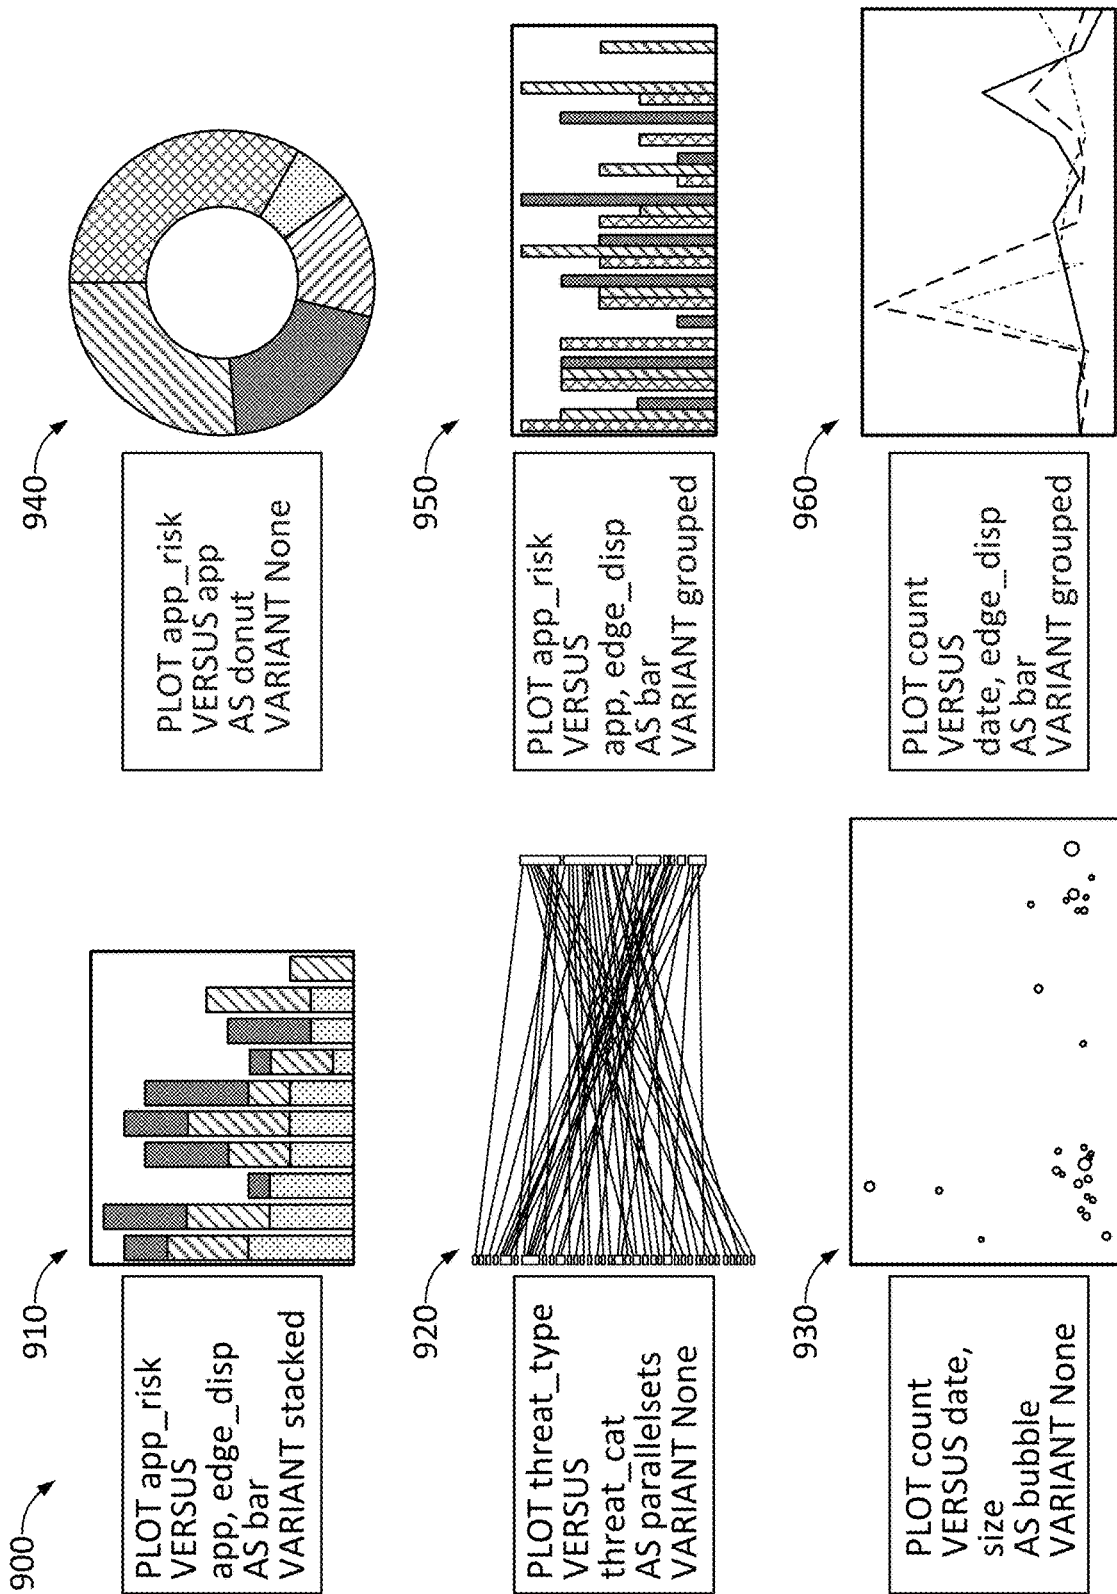 900
910
PLOT app_risk
VERSUS
app, edge_disp
AS bar
VARIANT stacked
920
PLOT threat_type
VERSUS
threat_cat
AS parallelsets
VARIANT None
930
PLOT count
VERSUS date,
size
AS bubble
VARIANT None
940
PLOT app_risk
VERSUS app
AS donut
VARIANT None
950
PLOT app_risk
VERSUS
app, edge_disp
AS bar
VARIANT grouped
960
PLOT count
VERSUS
date, edge_disp
AS bar
VARIANT grouped